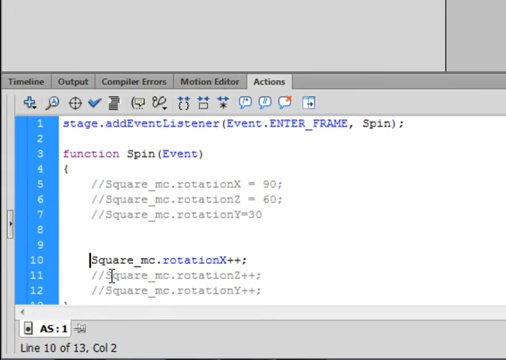 Timeline Output Compiler Errors Motion Editor Actions
1 stage.addEventListener(Event.ENTER_FRAME, Spin);
2
3 function Spin(Event)
4 {
5 //Square_mc.rotationX = 90;
6 //Square_mc.rotationZ = 60;
7 //Square_mc.rotationY=30
8
9
10 Square_mc.rotationX++;
11 //Square_mc.rotationZ++;
12 //Square_mc.rotationY++;
AS:1
Line 10 of 13, Col 2